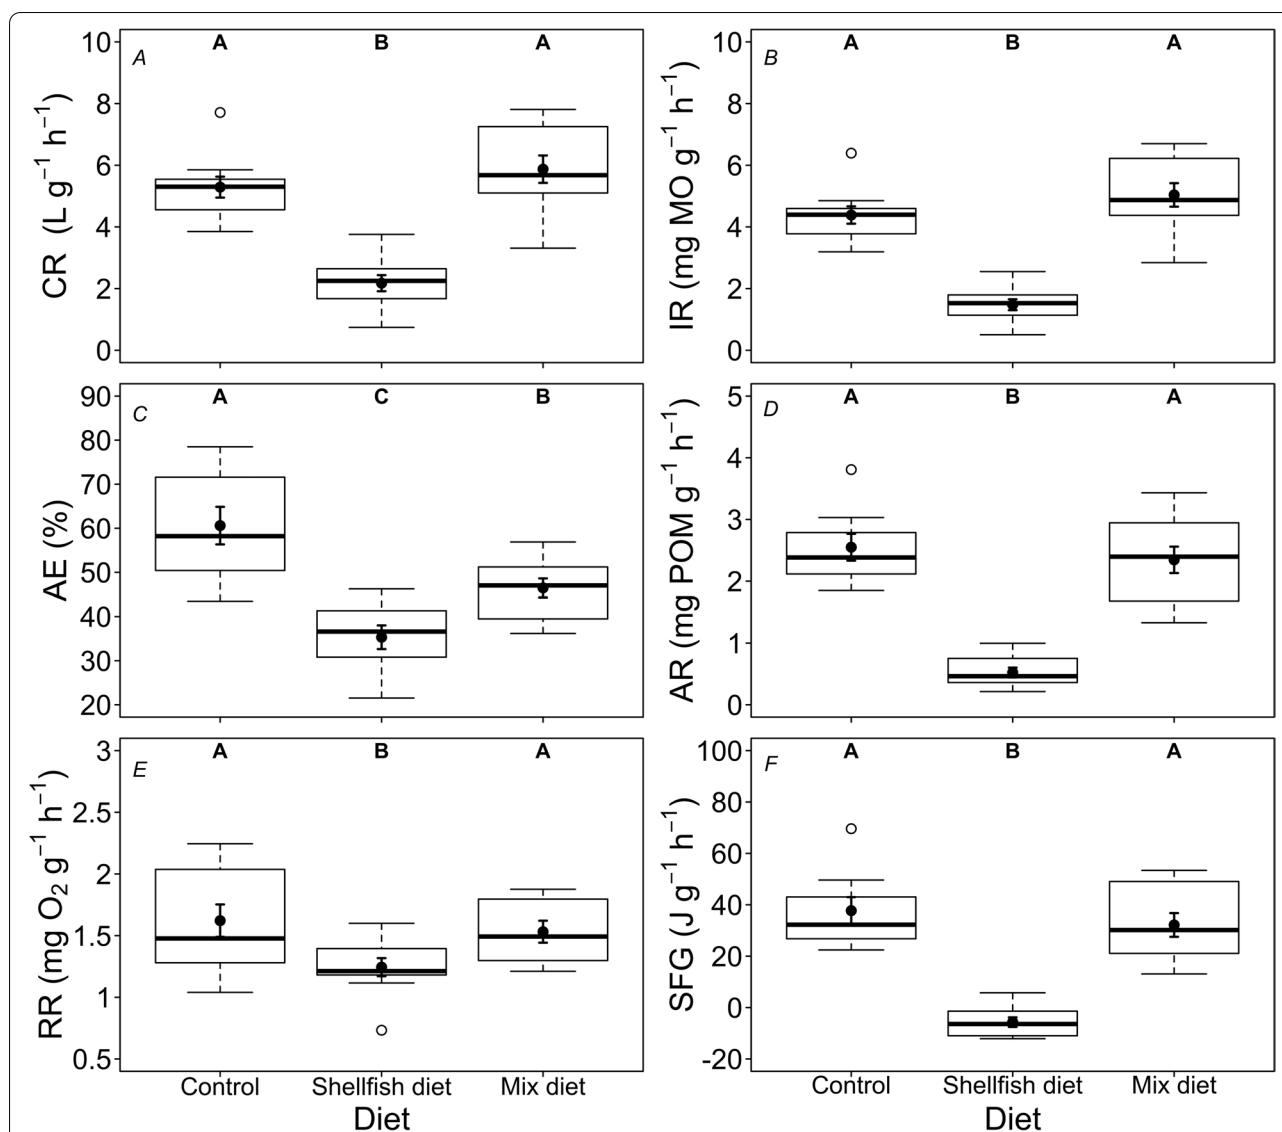 A
A B A
10
8
6
4
2
0
CR (L g⁻¹ h⁻¹)
B
A B A
10
8
6
4
2
0
IR (mg MO g⁻¹ h⁻¹)
C
A C B
90
80
70
60
50
40
30
20
AE (%)
D
A B A
5
4
3
2
1
0
AR (mg POM g⁻¹ h⁻¹)
E
A B A
3
2.5
2
1.5
1
0.5
RR (mg O₂ g⁻¹ h⁻¹)
Control Shellfish diet Mix diet
Diet
F
A B A
100
80
60
40
20
0
-20
SFG (J g⁻¹ h⁻¹)
Control Shellfish diet Mix diet
Diet